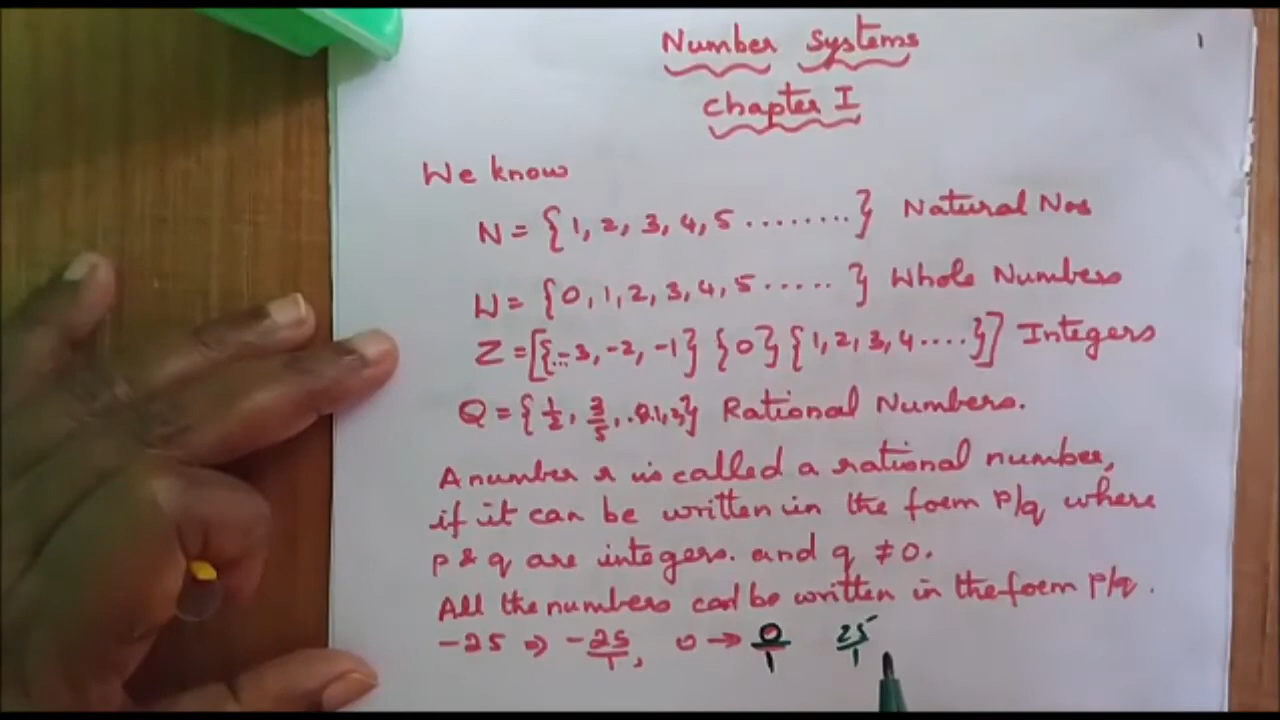 Number Systems
1
Chapter I
We know
N = {1, 2, 3, 4, 5 ........} Natural Nos
W = {0, 1, 2, 3, 4, 5 ..... } Whole Numbers
Z = [{...-3, -2, -1} {0} {1, 2, 3, 4 ....}] Integers
Q = {1/2, 3/5, Rational Numbers.
A number r is called a rational number,
if it can be written in the form P/q where
p & q are integers. and q ≠ 0.
All the numbers can be written in the form P/q.
-25 ⇒ -25/1, 0 → 0/1 25/1